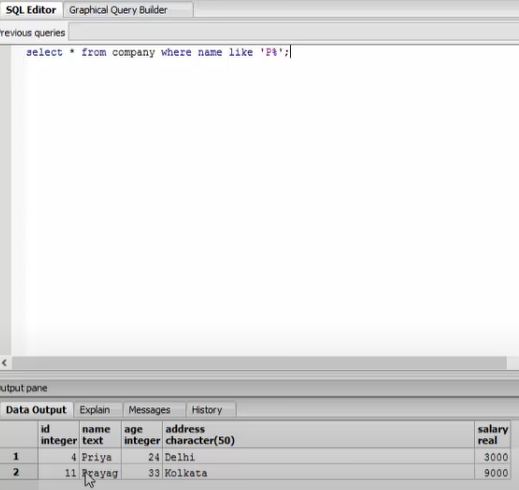 SQL Editor Graphical Query Builder
revious queries
select * from company where name like 'P%';
utput pane
Data Output Explain Messages History
id name age address salary
integer text integer character(50) real
1 4 Priya 24 Delhi 3000
2 11 Prayag 33 Kolkata 9000